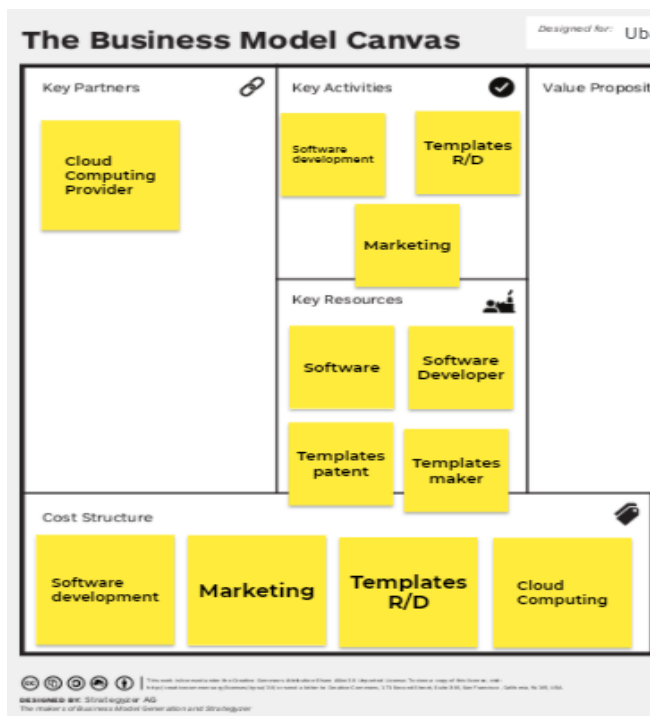 The Business Model Canvas
Designed for: Ub
Key Partners
Cloud
Computing
Provider
Key Activities
Software
development
Templates
R/D
Marketing
Value Proposit
Key Resources
Software
Software
Developer
Templates
patent
Templates
maker
Cost Structure
Software
development
Marketing
Templates
R/D
Cloud
Computing
DESIGNED BY: Strategyzer AG
The makers of Business Model Generation and Strategyzer